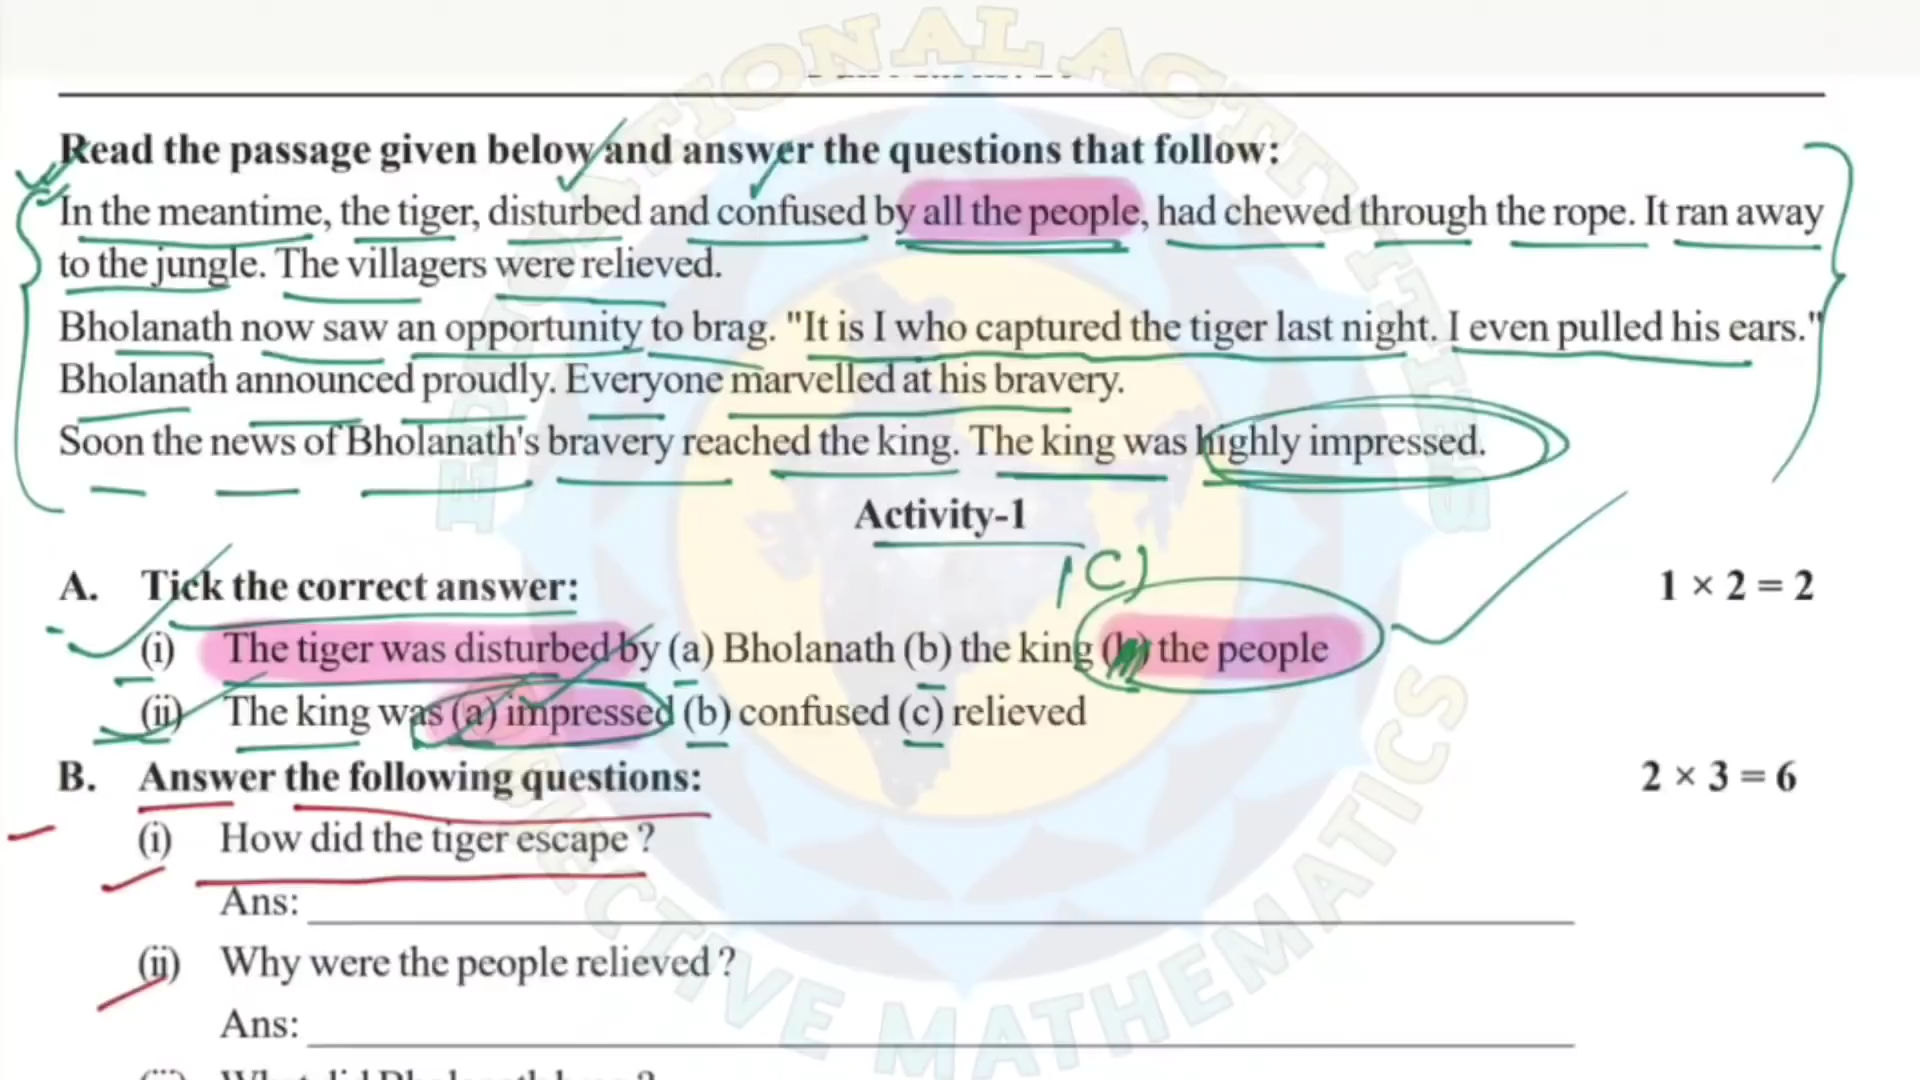 EDUCATIONAL ACTIVITIES
Read the passage given below and answer the questions that follow:
In the meantime, the tiger, disturbed and confused by all the people, had chewed through the rope. It ran away
to the jungle. The villagers were relieved.
Bholanath now saw an opportunity to brag. "It is I who captured the tiger last night. I even pulled his ears."
Bholanath announced proudly. Everyone marvelled at his bravery.
Soon the news of Bholanath's bravery reached the king. The king was highly impressed.
Activity-1
(C)
A. Tick the correct answer: 1 × 2 = 2
(i) The tiger was disturbed by (a) Bholanath (b) the king the people
(ii) The king was (a) impressed (b) confused (c) relieved
B. Answer the following questions: 2 × 3 = 6
(i) How did the tiger escape ?
Ans:
(ii) Why were the people relieved ?
Ans:
MATHEMATICS